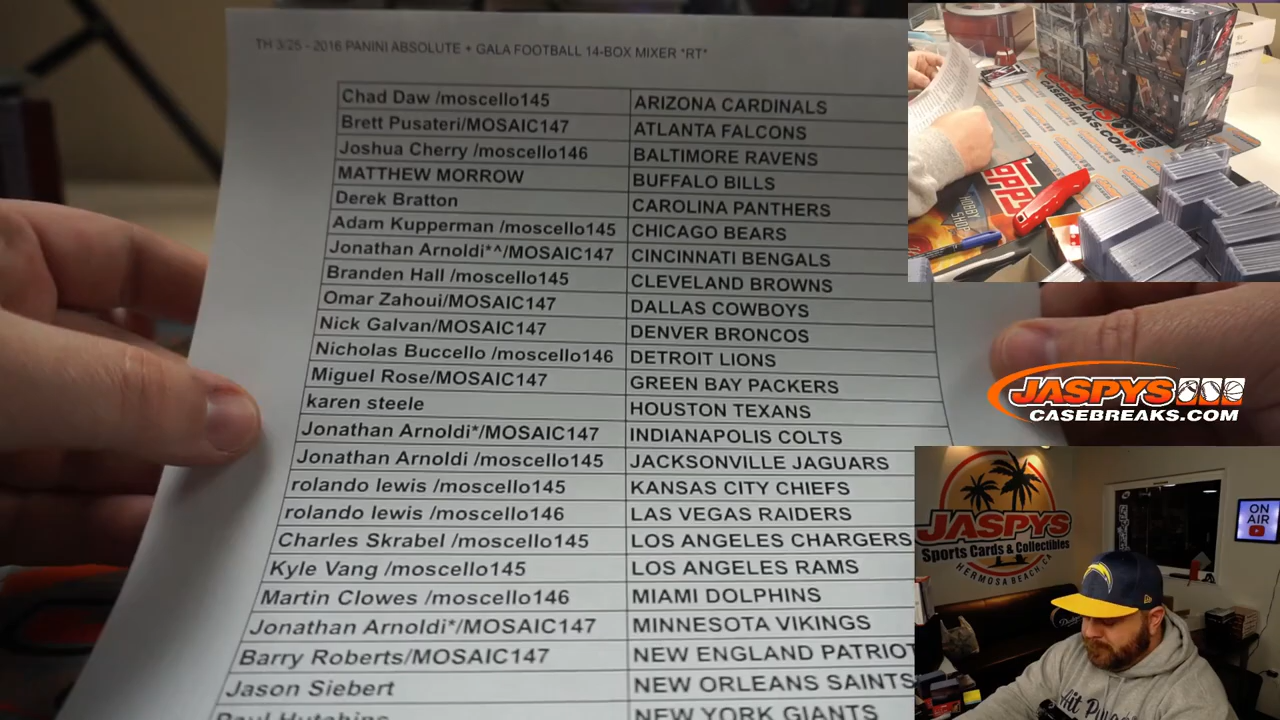 TH 3/25 - 2016 PANINI ABSOLUTE + GALA FOOTBALL 14-BOX MIXER *RT*
Chad Daw /moscello145 ARIZONA CARDINALS
Brett Pusateri/MOSAIC147 ATLANTA FALCONS
Joshua Cherry /moscello146 BALTIMORE RAVENS
MATTHEW MORROW BUFFALO BILLS
Derek Bratton CAROLINA PANTHERS
Adam Kupperman /moscello145 CHICAGO BEARS
Jonathan Arnoldi*^/MOSAIC147 CINCINNATI BENGALS
Branden Hall /moscello145 CLEVELAND BROWNS
Omar Zahoui/MOSAIC147 DALLAS COWBOYS
Nick Galvan/MOSAIC147 DENVER BRONCOS
Nicholas Buccello /moscello146 DETROIT LIONS
Miguel Rose/MOSAIC147 GREEN BAY PACKERS
karen steele HOUSTON TEXANS
Jonathan Arnoldi*/MOSAIC147 INDIANAPOLIS COLTS
Jonathan Arnoldi /moscello145 JACKSONVILLE JAGUARS
rolando lewis /moscello145 KANSAS CITY CHIEFS
rolando lewis /moscello146 LAS VEGAS RAIDERS
Charles Skrabel /moscello145 LOS ANGELES CHARGERS
Kyle Vang /moscello145 LOS ANGELES RAMS
Martin Clowes /moscello146 MIAMI DOLPHINS
Jonathan Arnoldi*/MOSAIC147 MINNESOTA VIKINGS
Barry Roberts/MOSAIC147 NEW ENGLAND PATRIOT
Jason Siebert NEW ORLEANS SAINTS
Paul Hutchins NEW YORK GIANTS
CASEBREAKS.COM
TOPPS
HOBBY
SHOP
JASPYS
CASEBREAKS.COM
JASPYS
Sports Cards & Collectibles
HERMOSA BEACH, CA
ON
AIR